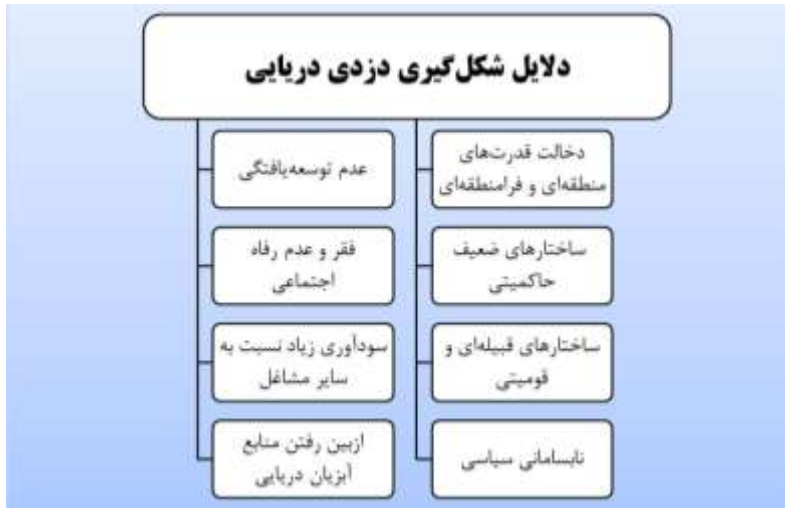 دلایل شکل‌گیری دزدی دریایی
دخالت قدرت‌های
منطقه‌ای و فرامنطقه‌ای
ساختارهای ضعیف
حاکمیتی
ساختارهای قبیله‌ای و
قومیتی
نابسامانی سیاسی
عدم توسعه‌یافتگی
فقر و عدم رفاه
اجتماعی
سودآوری زیاد نسبت به
سایر مشاغل
ازبین رفتن منابع
آبزیان دریایی